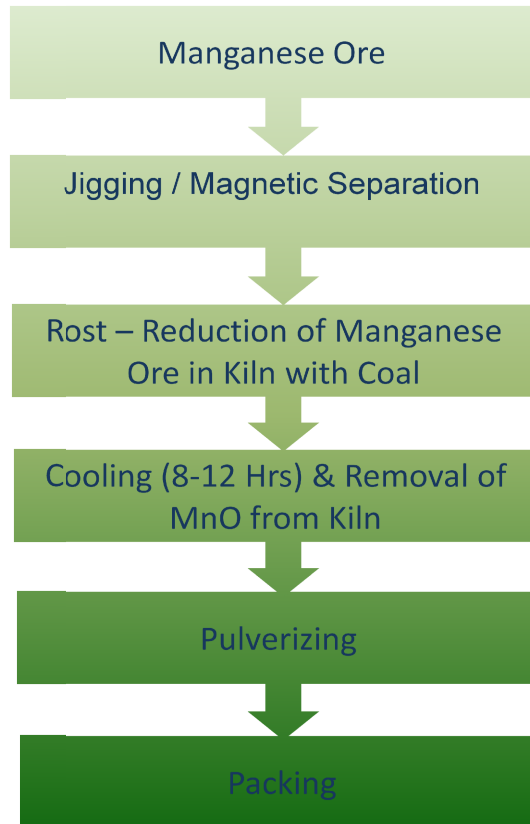 Manganese Ore
Jigging / Magnetic Separation
Rost – Reduction of Manganese
Ore in Kiln with Coal
Cooling (8-12 Hrs) & Removal of
MnO from Kiln
Pulverizing
Packing